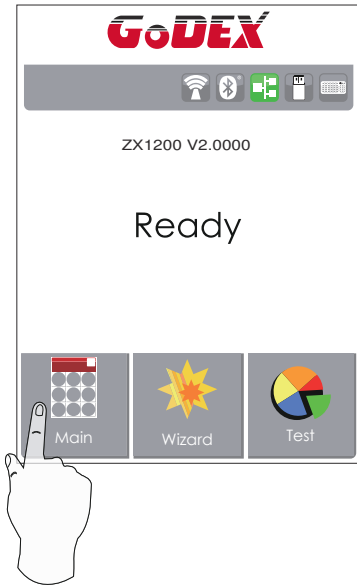 GoDEX
ZX1200 V2.0000
Ready
Main
Wizard
Test